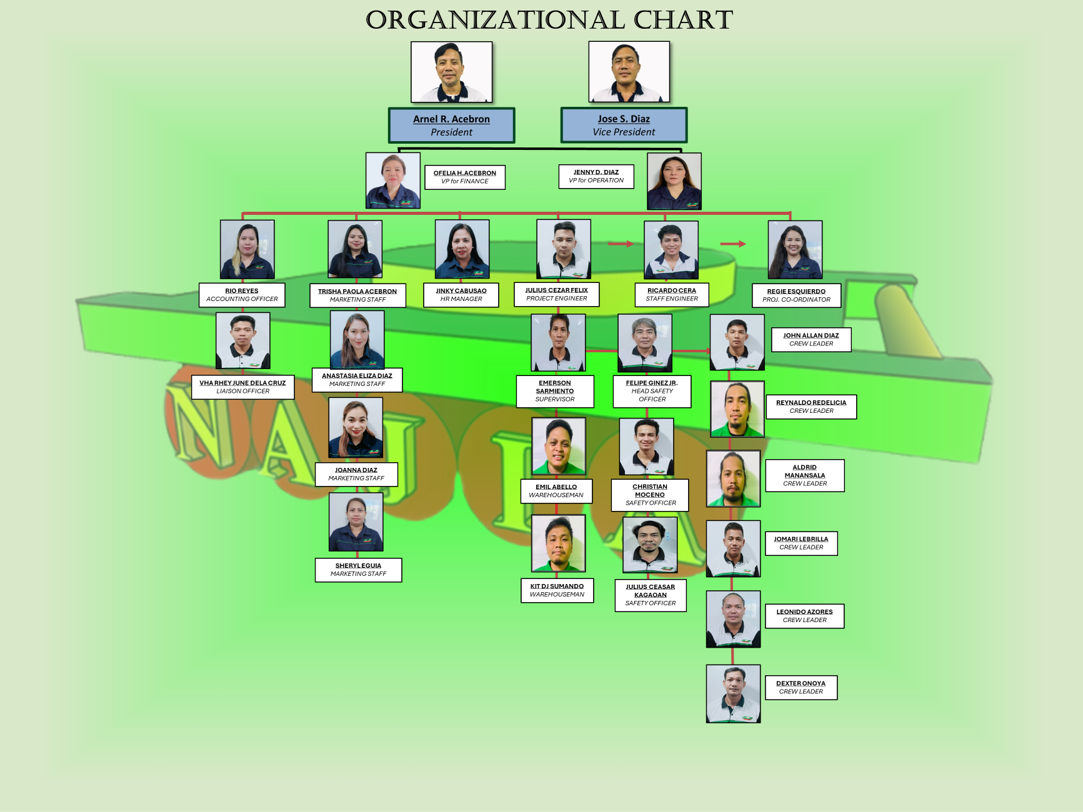 ORGANIZATIONAL CHART
Arnel R. Acebron
President
Jose S. Diaz
Vice President
OFELIA H.ACEBRON
VP for FINANCE
JENNY D. DIAZ
VP for OPERATION
RIO REYES
ACCOUNTING OFFICER
TRISHA PAOLA ACEBRON
MARKETING STAFF
JINKY CABUSAO
HR MANAGER
JULIUS CEZAR FELIX
PROJECT ENGINEER
RICARDO CERA
STAFF ENGINEER
REGIE ESQUIERDO
PROJ. CO-ORDINATOR
VHA RHEY JUNE DELA CRUZ
LIAISON OFFICER
ANASTASIA ELIZA DIAZ
MARKETING STAFF
JOANNA DIAZ
MARKETING STAFF
SHERYL EGUIA
MARKETING STAFF
EMERSON
SARMIENTO
SUPERVISOR
FELIPE GINEZ JR.
HEAD SAFETY
OFFICER
EMIL ABELLO
WAREHOUSEMAN
CHRISTIAN
MOCENO
SAFETY OFFICER
KIT DJ SUMANDO
WAREHOUSEMAN
JULIUS CEASAR
KAGAOAN
SAFETY OFFICER
JOHN ALLAN DIAZ
CREW LEADER
REYNALDO REDELICIA
CREW LEADER
ALDRID
MANANSALA
CREW LEADER
JOMARI LEBRILLA
CREW LEADER
LEONIDO AZORES
CREW LEADER
DEXTER ONOYA
CREW LEADER